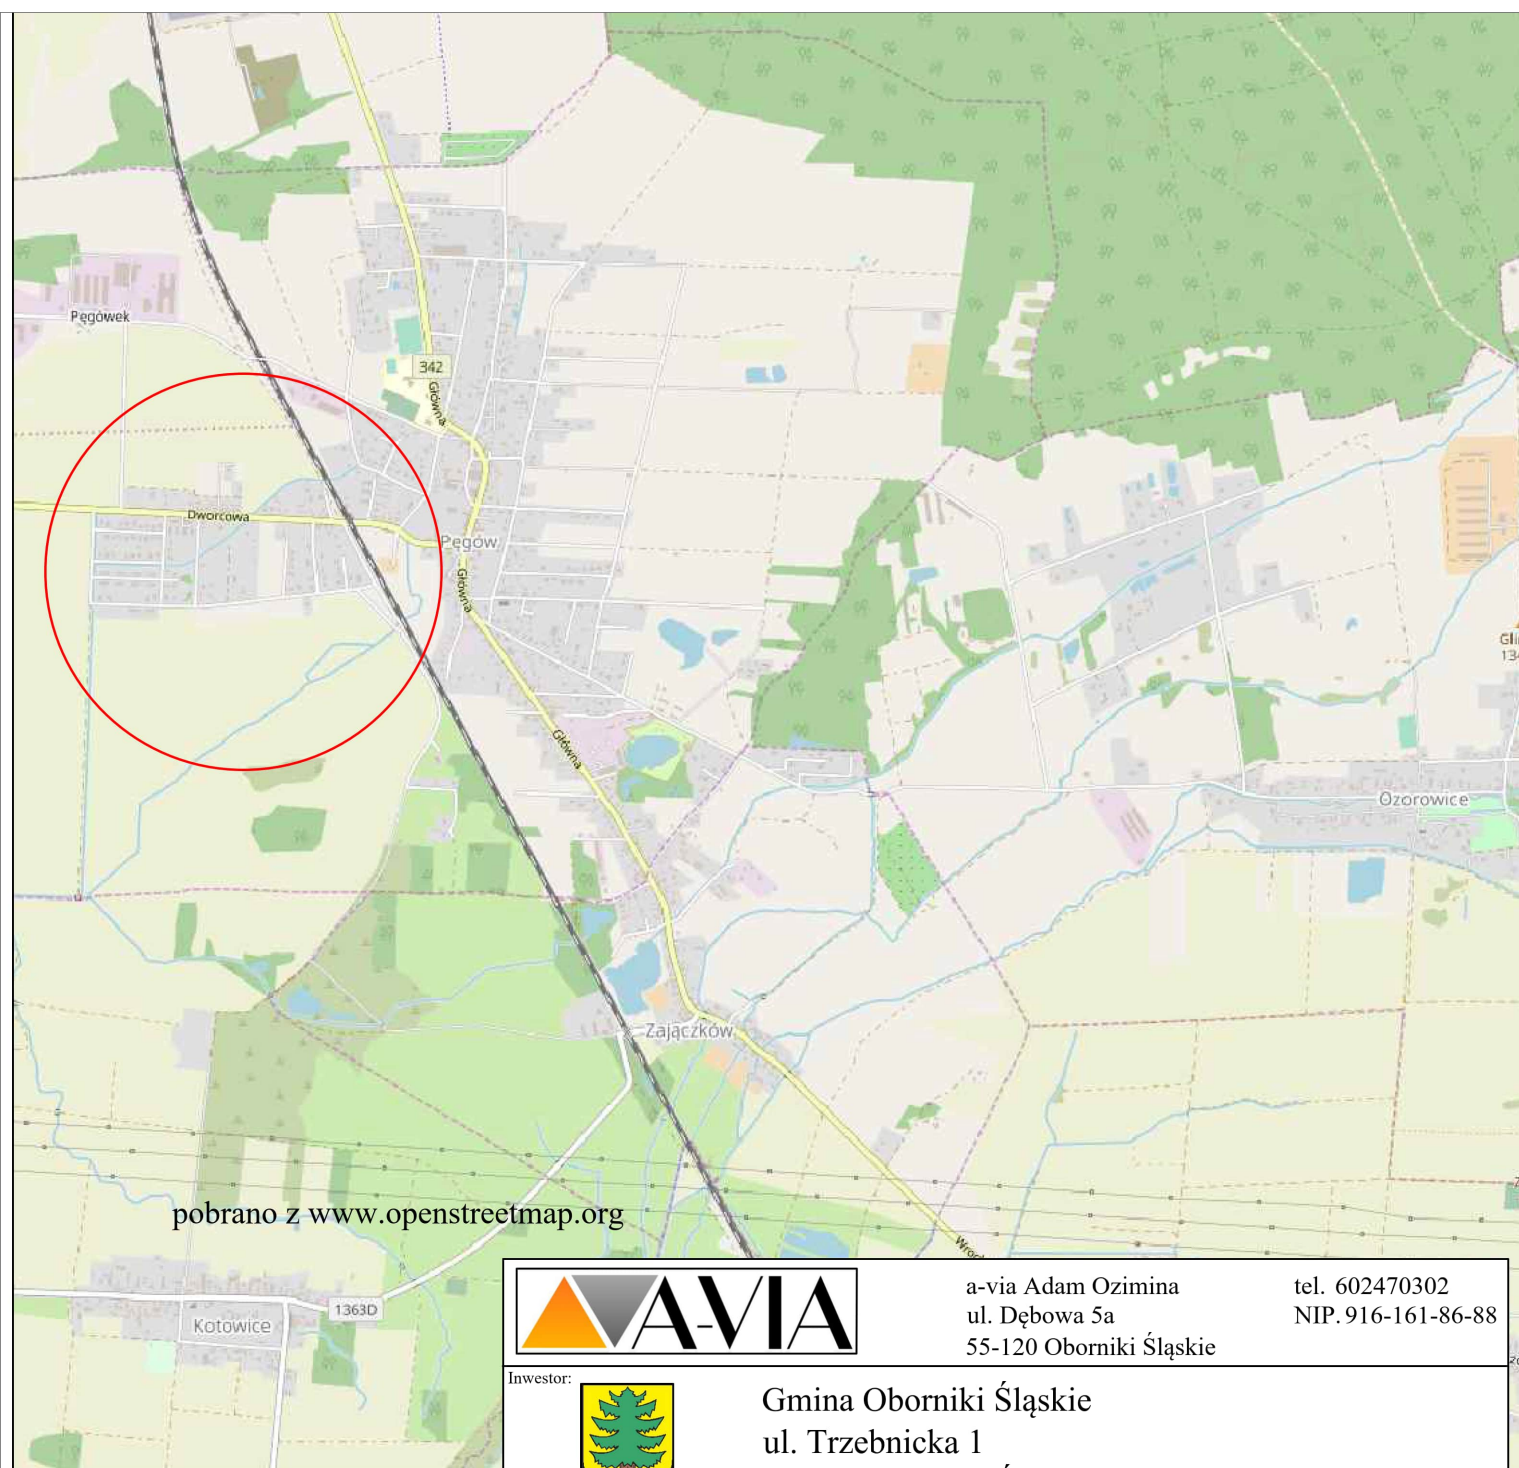 Pęgówek
342
Główna
Dworcowa
Pęgów
Główna
Główna
Ozorowice
Zajączków
pobrano z www.openstreetmap.org
1363D
Kotowice
A-VIA
a-via Adam Ozimina
ul. Dębowa 5a
55-120 Oborniki Śląskie
tel. 602470302
NIP. 916-161-86-88
Inwestor:
Gmina Oborniki Śląskie
ul. Trzebnicka 1